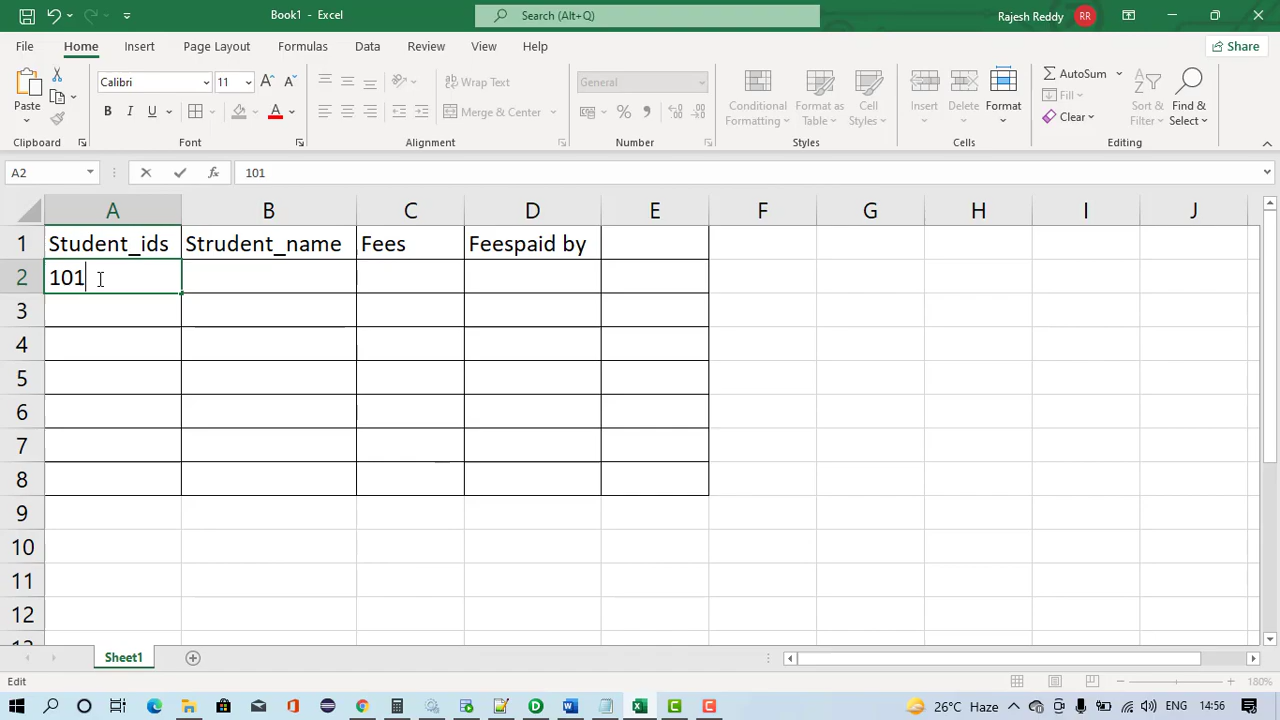 Book1 - Excel
Search (Alt+Q)
Rajesh Reddy RR
File Home Insert Page Layout Formulas Data Review View Help
Share
Paste
Calibri 11
B I U
Wrap Text
Merge & Center
General
Conditional Formatting
Format as Table
Cell Styles
Insert Delete Format
AutoSum
Fill
Clear
Sort & Filter
Find & Select
Clipboard Font Alignment Number Styles Cells Editing
A2 fx 101
A B C D E F G H I J
1 Student_ids Strudent_name Fees Feespaid by
2 101
3
4
5
6
7
8
9
10
11
12
Sheet1
Edit 180%
26°C Haze ENG 14:56